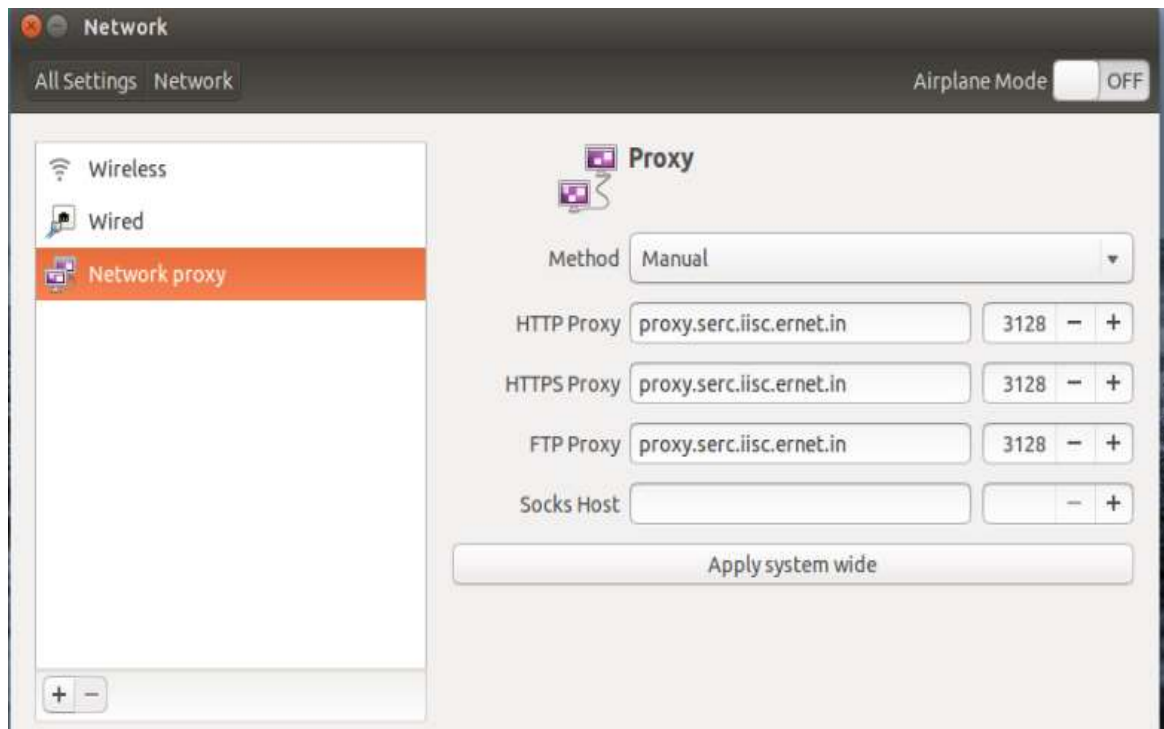 Network
All Settings Network Airplane Mode OFF
Wireless
Wired
Network proxy
Proxy
Method Manual
HTTP Proxy proxy.serc.iisc.ernet.in 3128 − +
HTTPS Proxy proxy.serc.iisc.ernet.in 3128 − +
FTP Proxy proxy.serc.iisc.ernet.in 3128 − +
Socks Host − +
Apply system wide
+ −